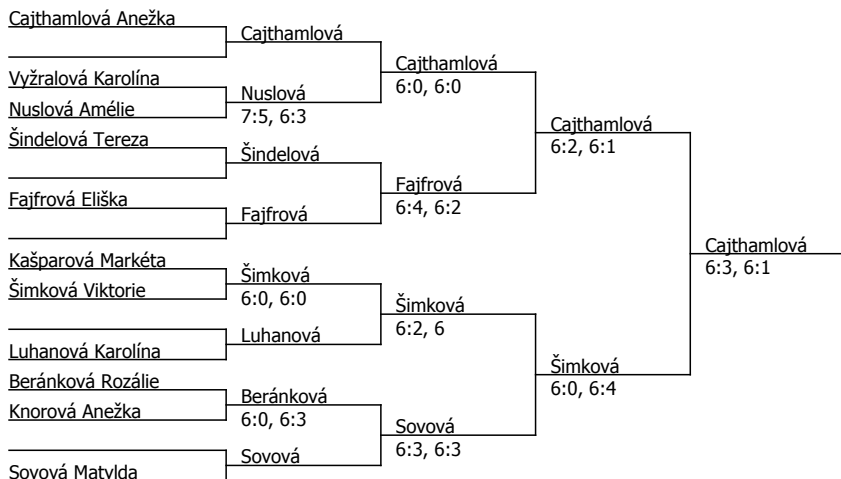 Cajthamlová Anežka
Cajthamlová
Cajthamlová
6:0, 6:0
Vyžralová Karolína
Nuslová
7:5, 6:3
Nuslová Amélie
Cajthamlová
6:2, 6:1
Šindelová Tereza
Šindelová
Fajfrová
6:4, 6:2
Fajfrová Eliška
Fajfrová
Cajthamlová
6:3, 6:1
Kašparová Markéta
Šimková
6:0, 6:0
Šimková Viktorie
Šimková
6:2, 6
Luhanová
Luhanová Karolína
Šimková
6:0, 6:4
Beránková Rozálie
Beránková
6:0, 6:3
Knorová Anežka
Sovová
6:3, 6:3
Sovová
Sovová Matylda